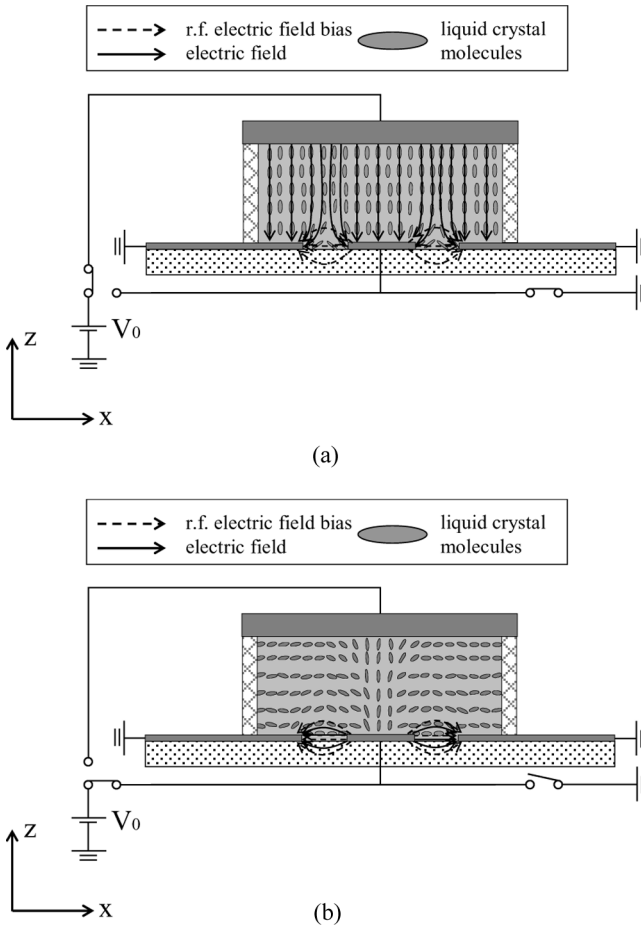 r.f. electric field bias
electric field
liquid crystal
molecules
V0
z
x
(a)
r.f. electric field bias
electric field
liquid crystal
molecules
V0
z
x
(b)